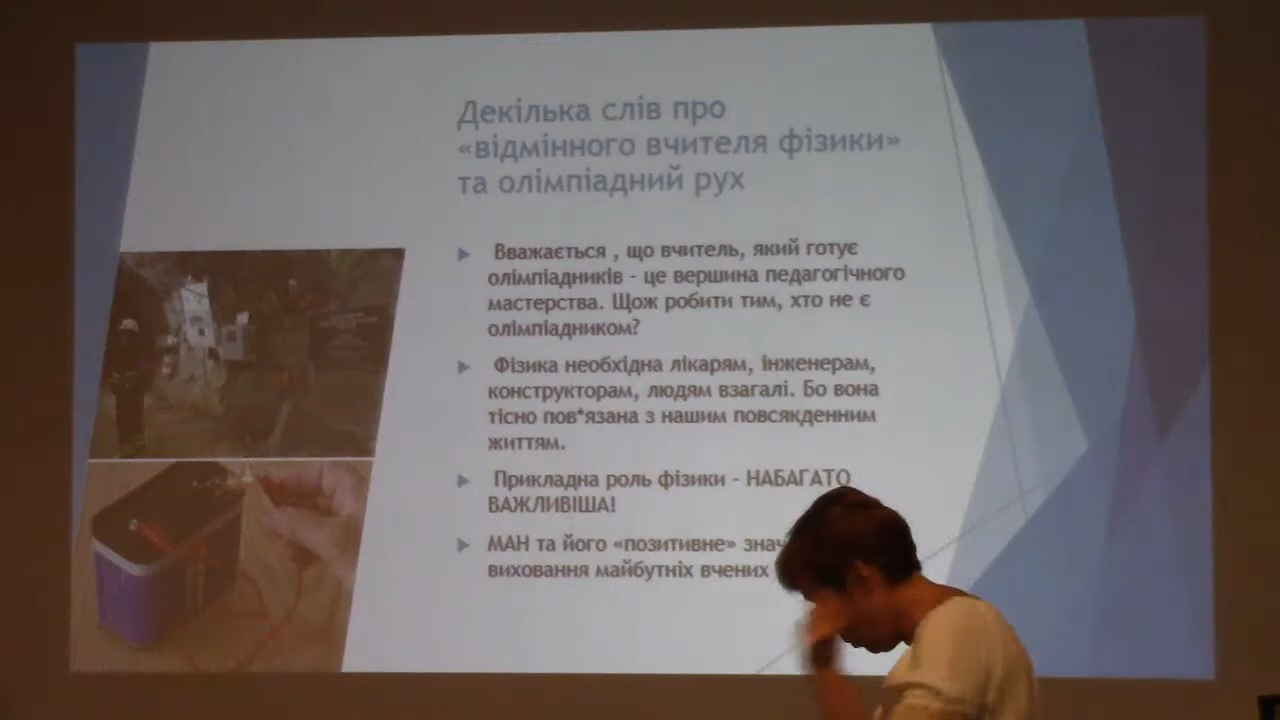 Декілька слів про
«відмінного вчителя фізики»
та олімпіадний рух
Вважається , що вчитель, який готує
олімпіадників - це вершина педагогічного
мастерства. Щож робити тим, хто не є
олімпіадником?
Фізика необхідна лікарям, інженерам,
конструкторам, людям взагалі. Бо вона
тісно пов*язана з нашим повсякденним
життям.
Прикладна роль фізики - НАБАГАТО
ВАЖЛИВІША!
МАН та його «позитивне»
виховання майбутніх вчених